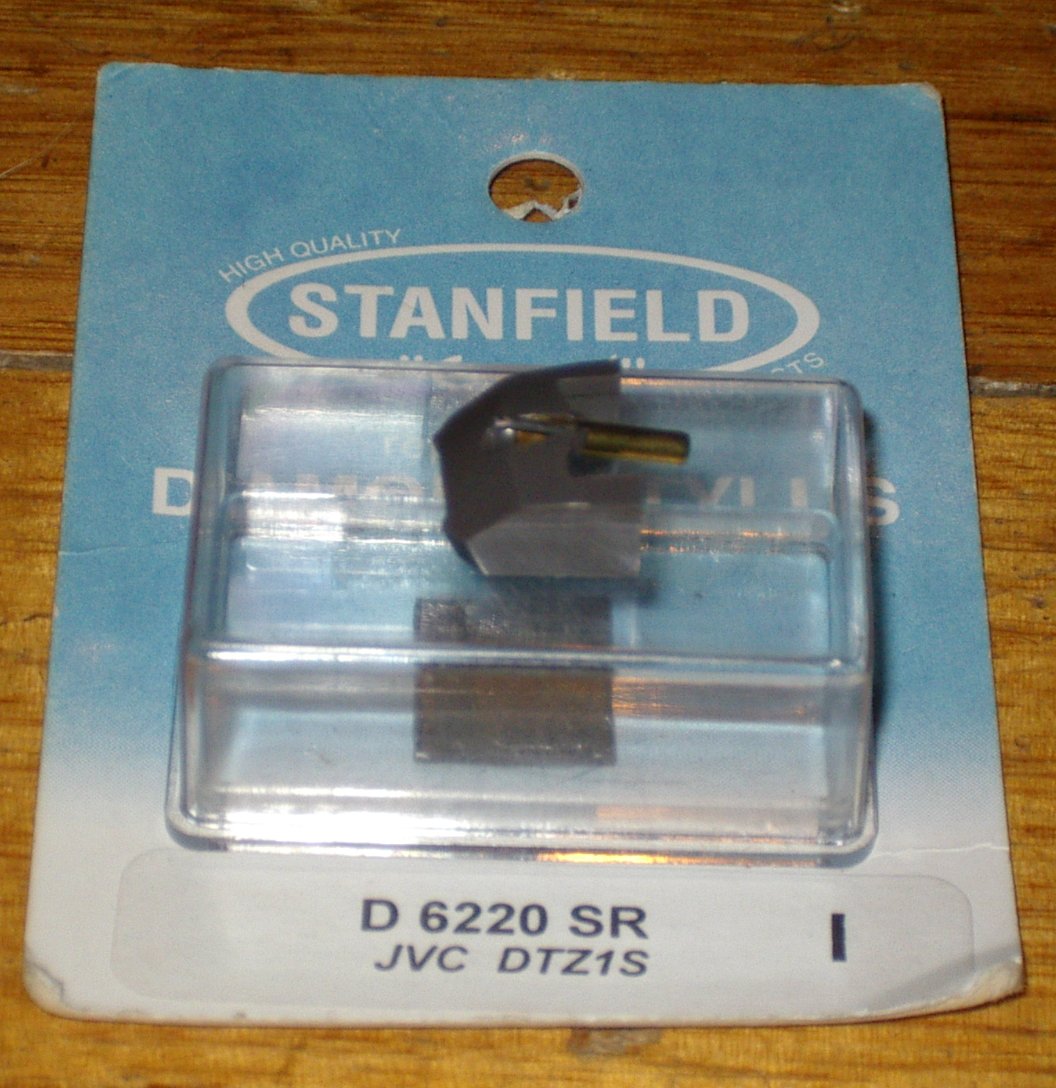 HIGH QUALITY
STANFIELD
D 6220 SR
JVC DTZ1S
I